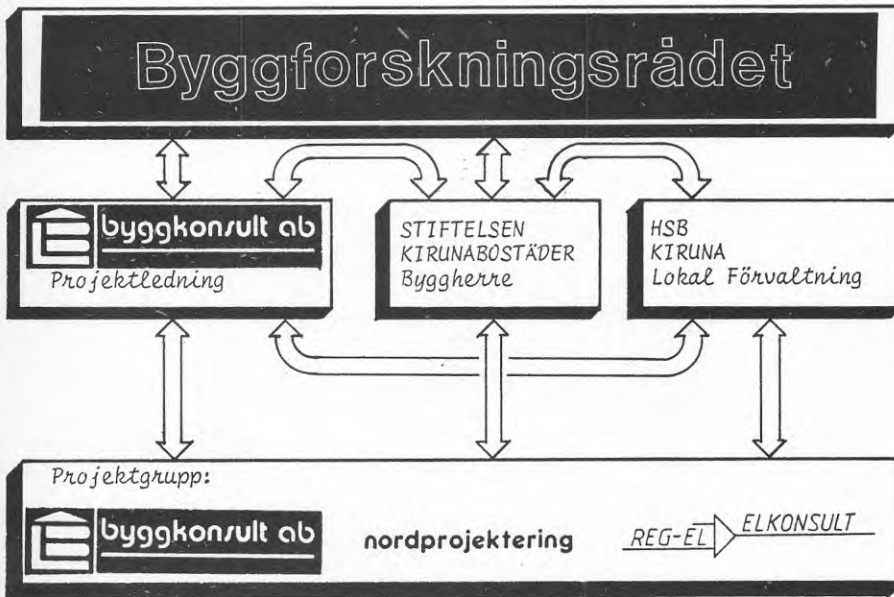 Byggforskningsrådet
byggkonsult ab
Projektledning
STIFTELSEN
KIRUNABOSTÄDER
Byggherre
HSB
KIRUNA
Lokal Förvaltning
Projektgrupp:
byggkonsult ab
nordprojektering
REG-EL ELKONSULT